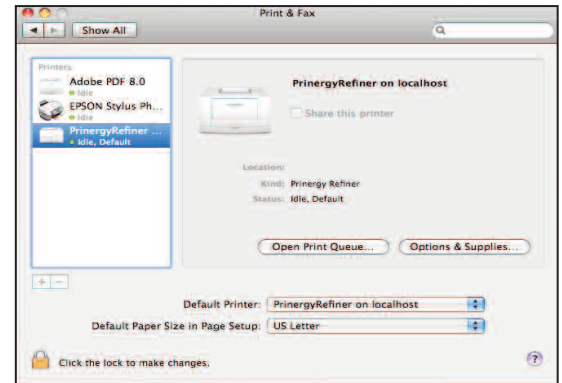 Print & Fax
Show All
Printers
Adobe PDF 8.0
Idle
EPSON Stylus Ph...
Idle
PrinergyRefiner ...
Idle, Default
PrinergyRefiner on localhost
Share this printer
Location:
Kind: Prinergy Refiner
Status: Idle, Default
Open Print Queue...
Options & Supplies...
+ −
Default Printer: PrinergyRefiner on localhost
Default Paper Size in Page Setup: US Letter
Click the lock to make changes.
?